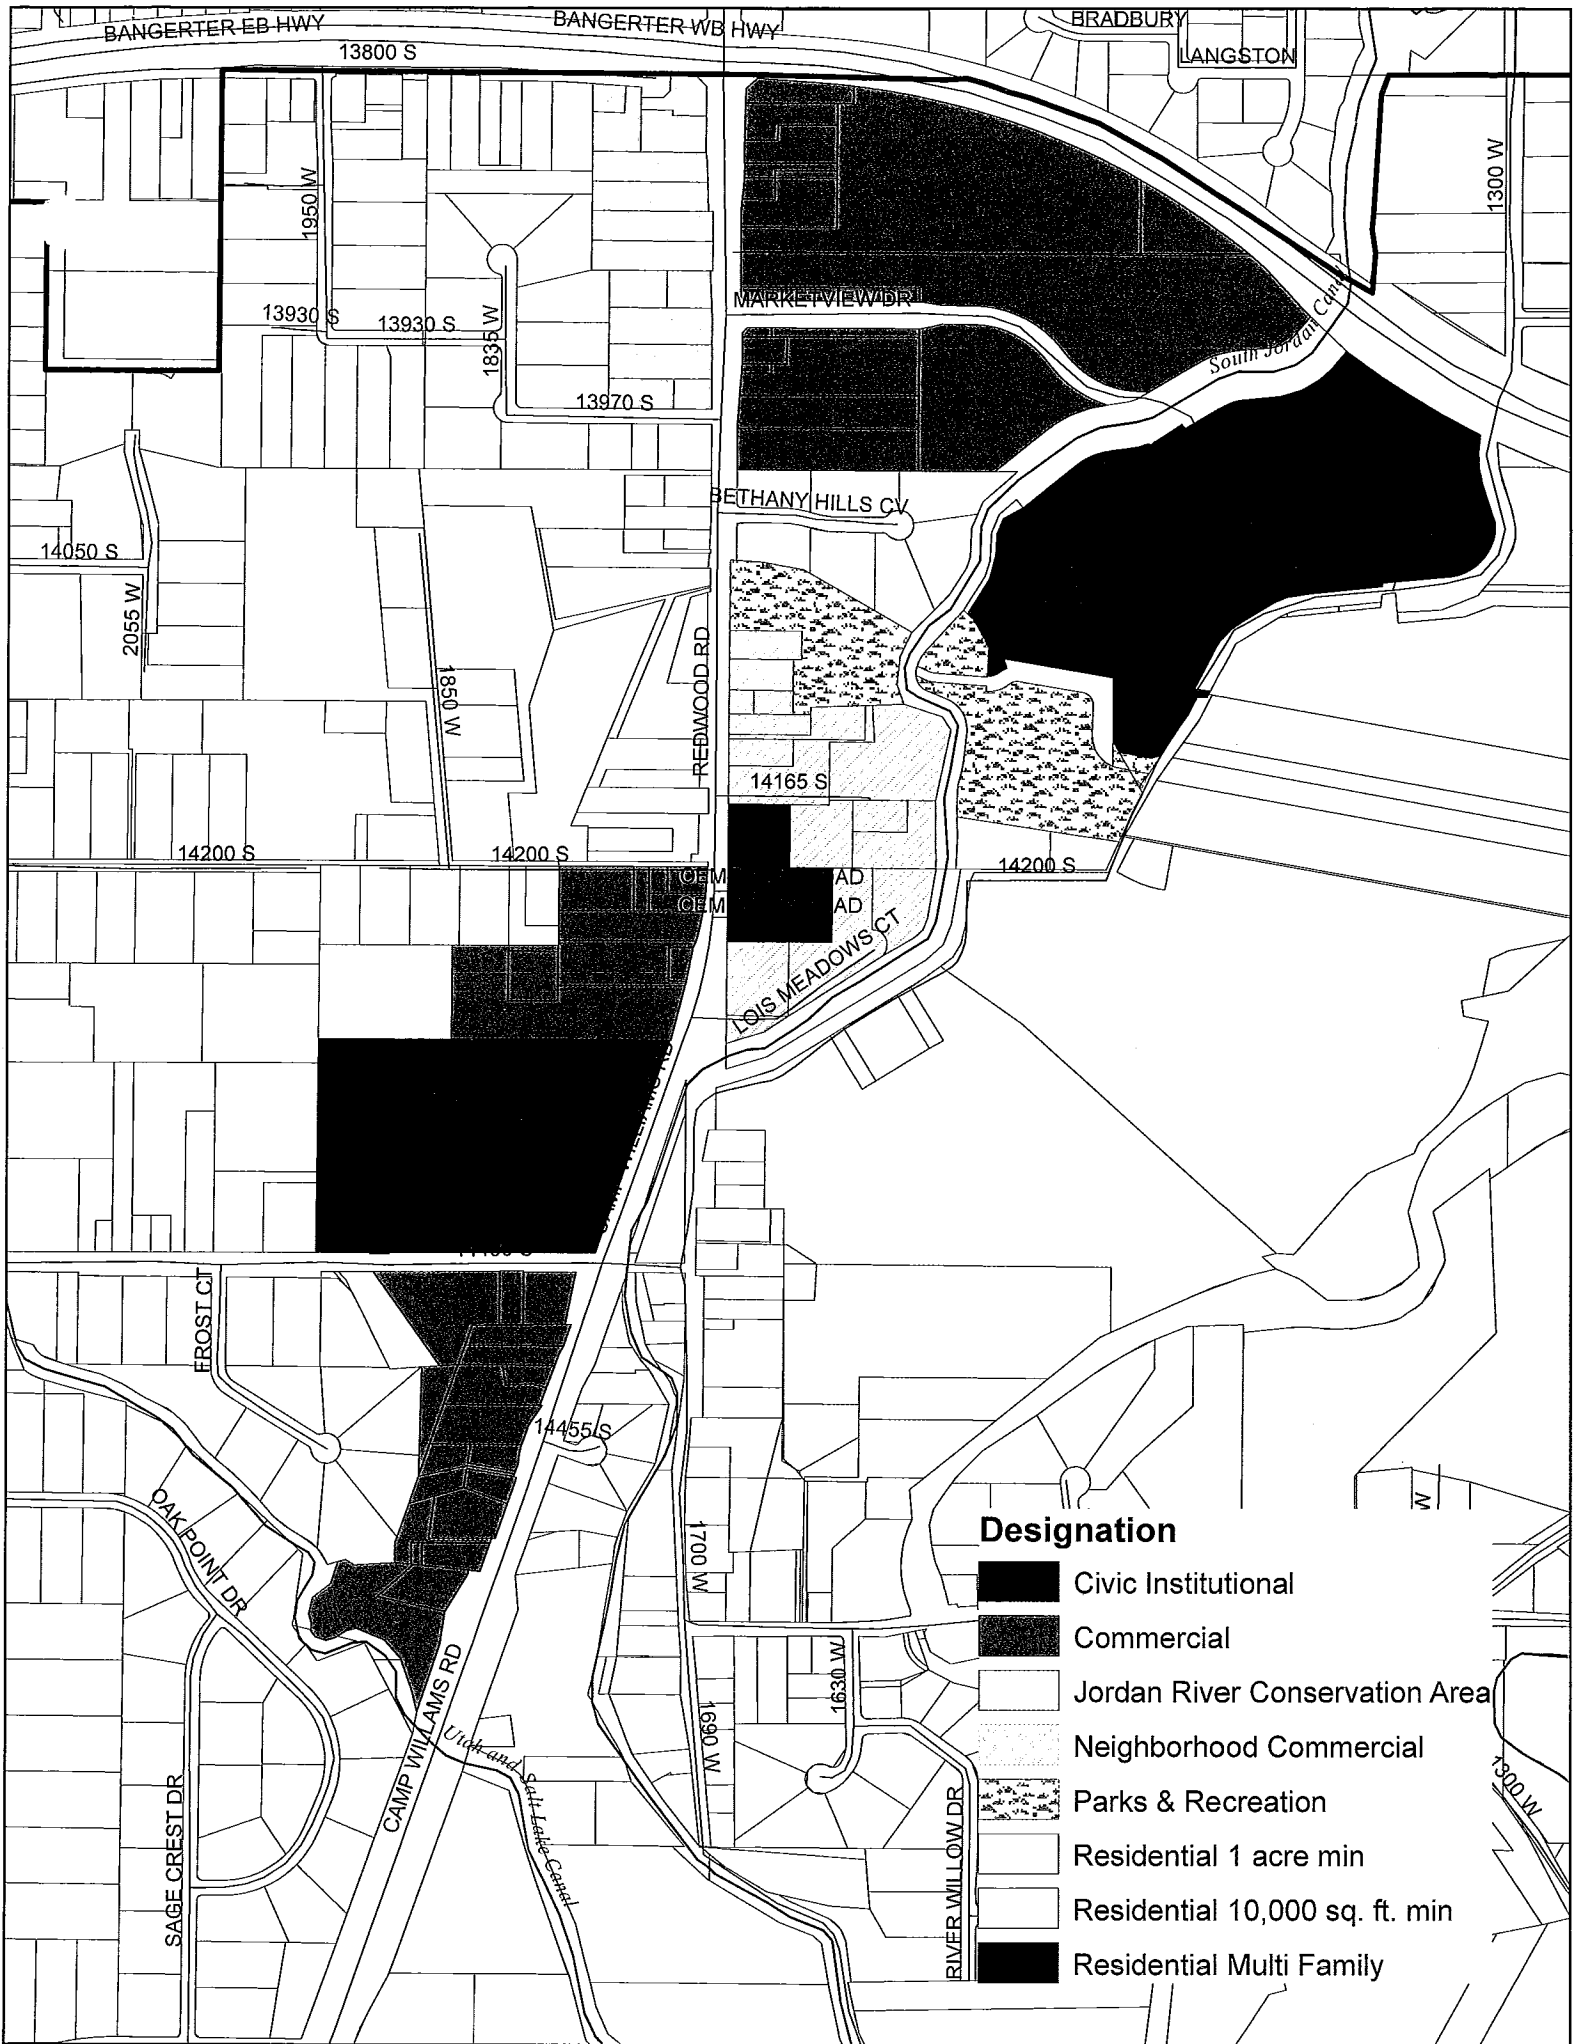 BANGERTER EB HWY
BANGERTER WB HWY
BRADBURY
13800 S
LANGSTON
1300 W
1950 W
MARKETVIEW DR
13930 S
13930 S
1835 W
South Jordan Canal
13970 S
BETHANY HILLS CV
14050 S
2055 W
1850 W
REDWOOD RD
14165 S
14200 S
14200 S
14200 S
CEM AD
CEM AD
LOIS MEADOWS CT
FROST CT
14455 S
OAK POINT DR
1700 W
W
Designation
Civic Institutional
Commercial
Jordan River Conservation Area
Neighborhood Commercial
Parks & Recreation
Residential 1 acre min
Residential 10,000 sq. ft. min
Residential Multi Family
1630 W
CAMP WILLAMS RD
1690 W
Utah and Salt Lake Canal
1300 W
SAGE CREST DR
RIVER WILLOW DR